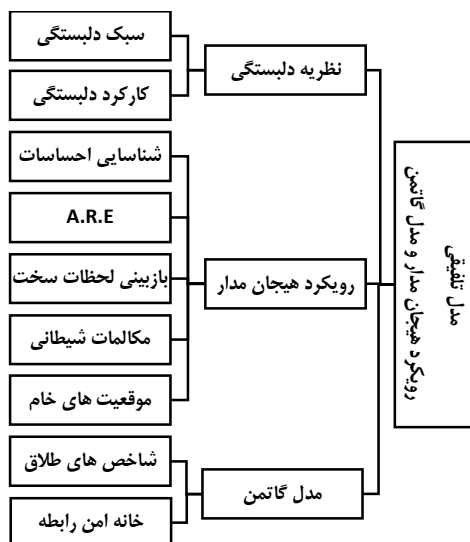 مدل تلفیقی
رویکرد هیجان مدار و مدل گاتمن
نظریه دلبستگی
سبک دلبستگی
کارکرد دلبستگی
رویکرد هیجان مدار
شناسایی احساسات
A.R.E
بازبینی لحظات سخت
مکالمات شیطانی
موقعیت های خام
مدل گاتمن
شاخص های طلاق
خانه امن رابطه